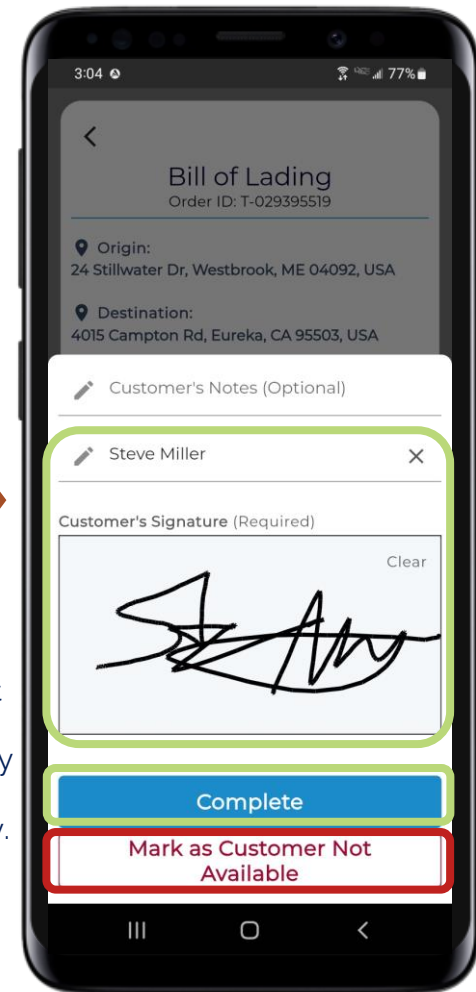 3:04
77%
Bill of Lading
Order ID: T-029395519
Origin:
24 Stillwater Dr, Westbrook, ME 04092, USA
Destination:
4015 Campton Rd, Eureka, CA 95503, USA
Customer's Notes (Optional)
Steve Miller
Customer's Signature (Required)
Clear
Complete
Mark as Customer Not
Available